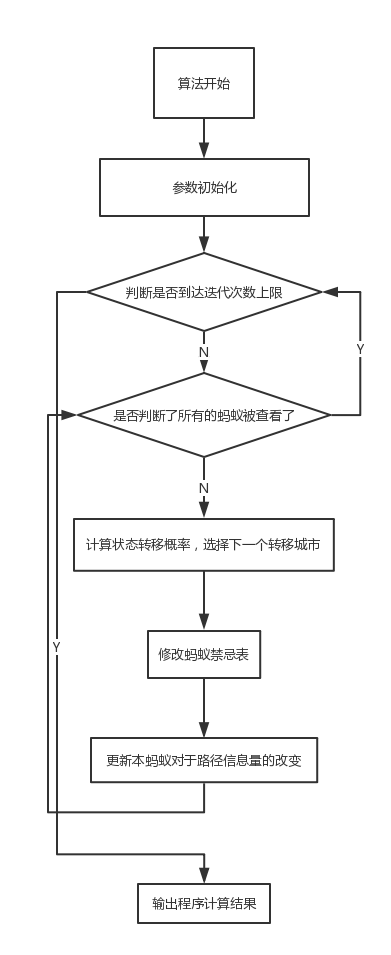 算法开始
参数初始化
判断是否到达迭代次数上限
N
Y
是否判断了所有的蚂蚁被查看了
N
计算状态转移概率，选择下一个转移城市
Y
修改蚂蚁禁忌表
更新本蚂蚁对于路径信息量的改变
输出程序计算结果